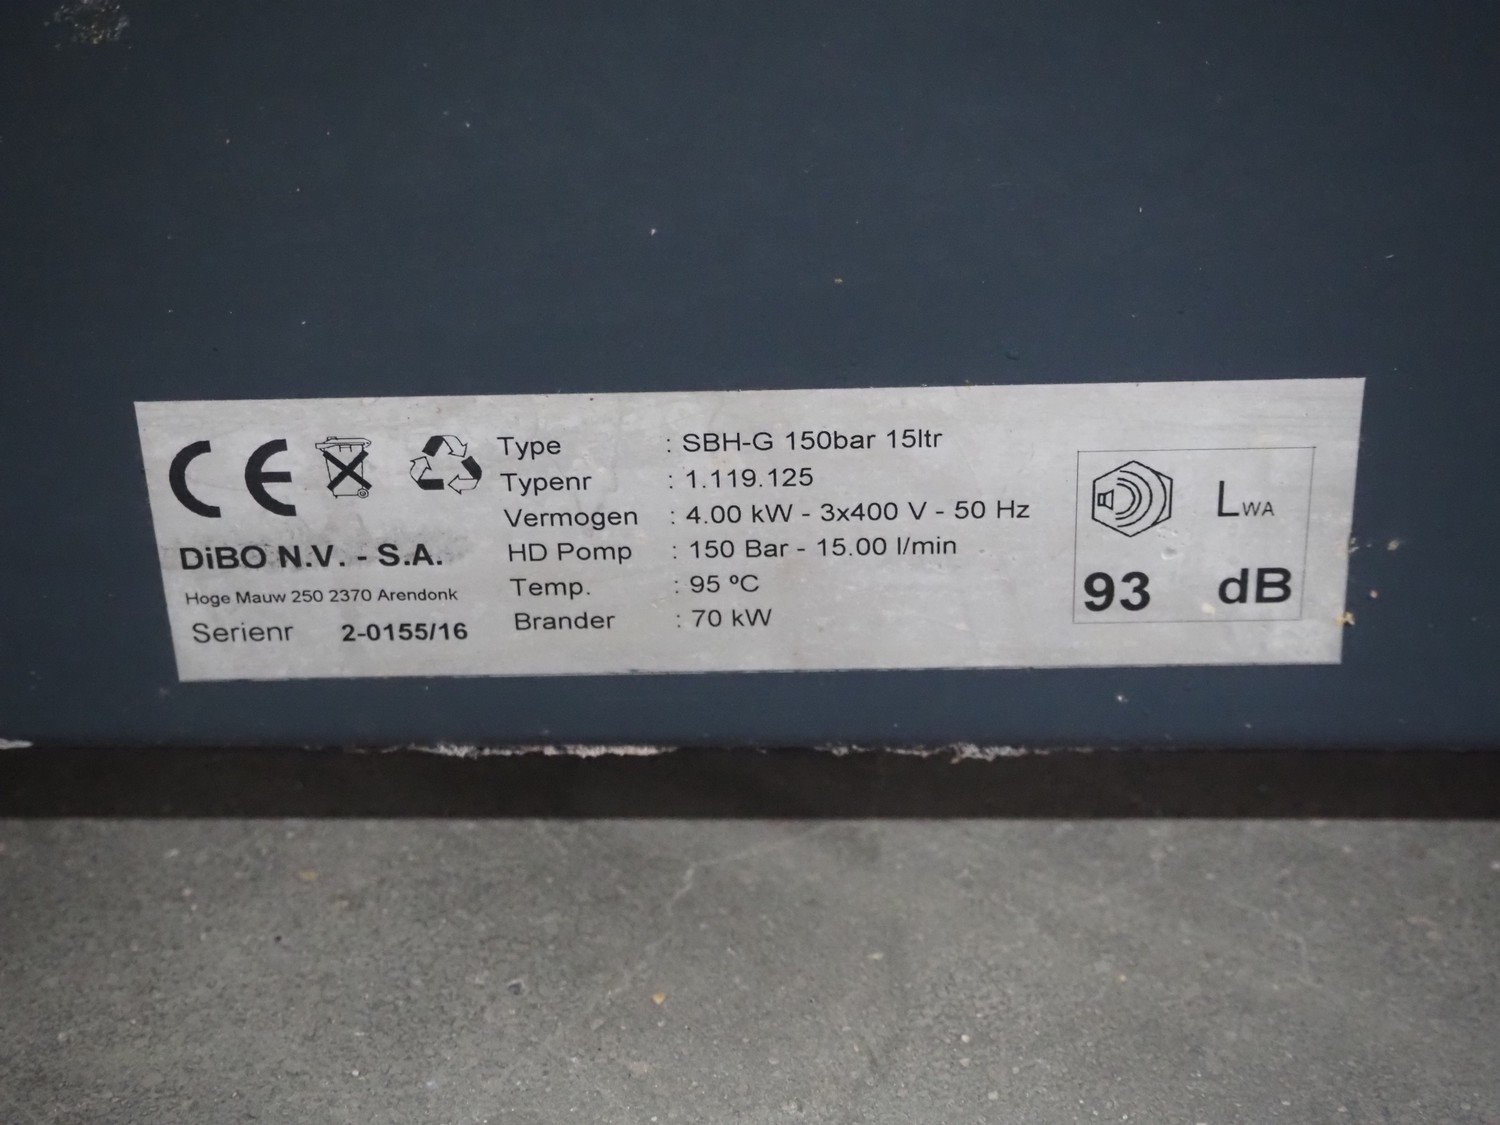 CE
DiBO N.V. - S.A.
Hoge Mauw 250 2370 Arendonk
Serienr 2-0155/16
Type : SBH-G 150bar 15ltr
Typenr : 1.119.125
Vermogen : 4.00 kW - 3x400 V - 50 Hz
HD Pomp : 150 Bar - 15.00 l/min
Temp. : 95 ºC
Brander : 70 kW
LWA
93 dB